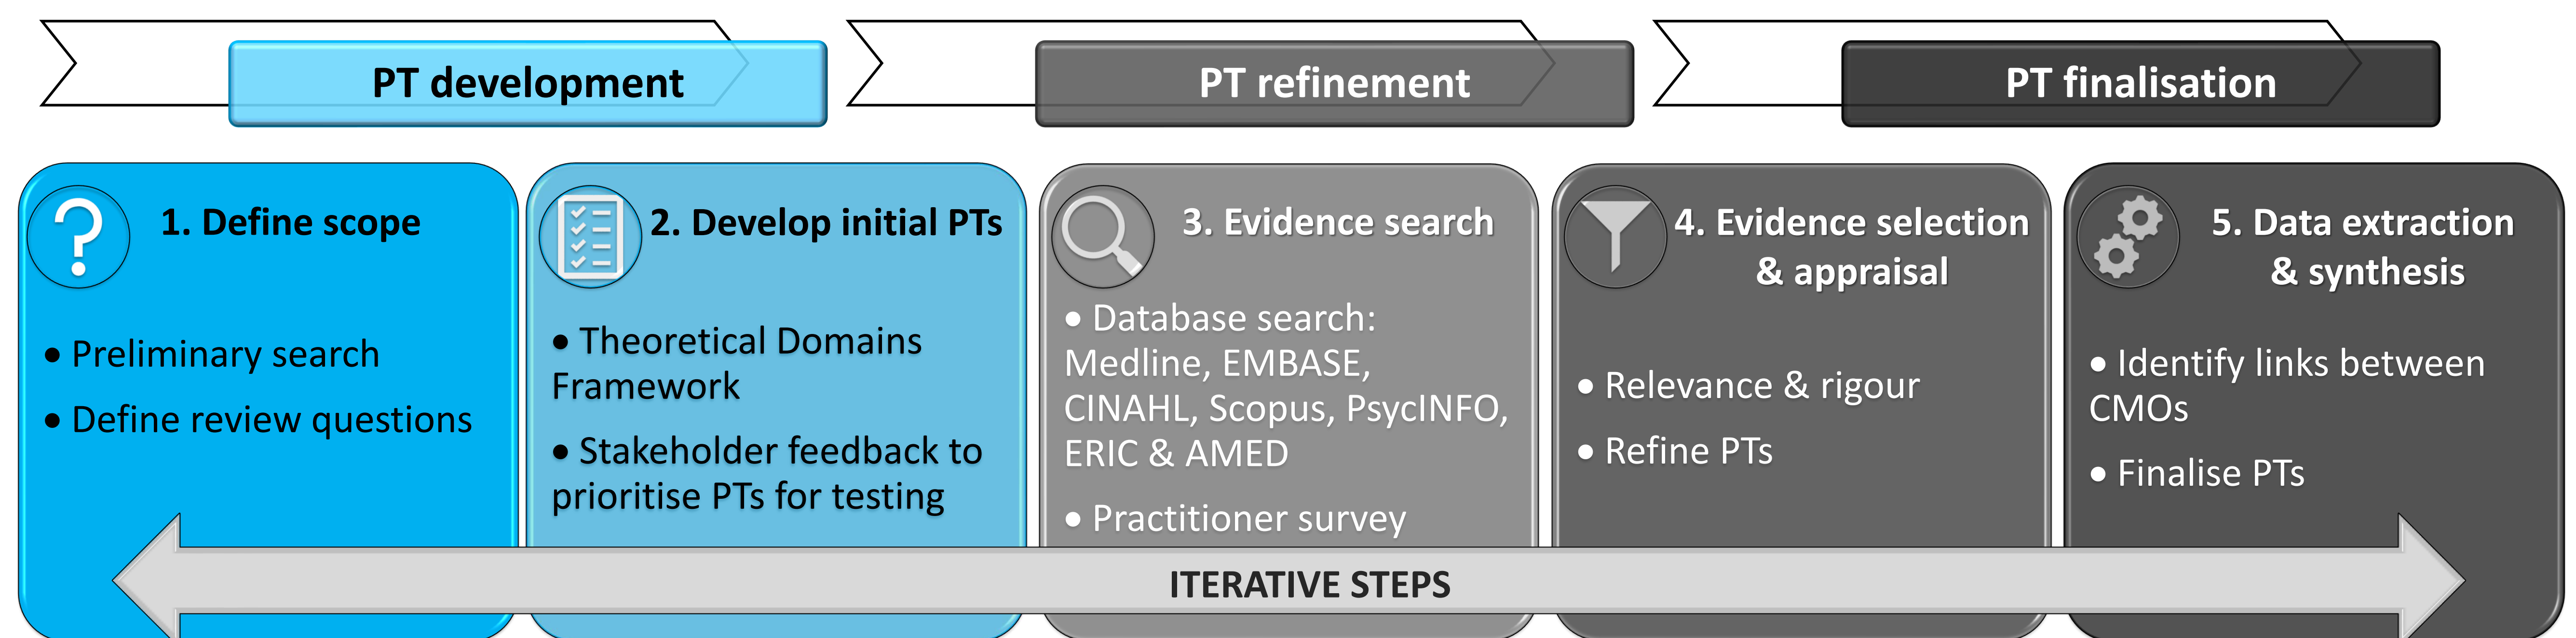 PT development
PT refinement
PT finalisation
1. Define scope
• Preliminary search
• Define review questions
2. Develop initial PTs
• Theoretical Domains
Framework
• Stakeholder feedback to
prioritise PTs for testing
3. Evidence search
• Database search:
Medline, EMBASE,
CINAHL, Scopus, PsycINFO,
ERIC & AMED
• Practitioner survey
4. Evidence selection
& appraisal
• Relevance & rigour
• Refine PTs
5. Data extraction
& synthesis
• Identify links between
CMOs
• Finalise PTs
ITERATIVE STEPS